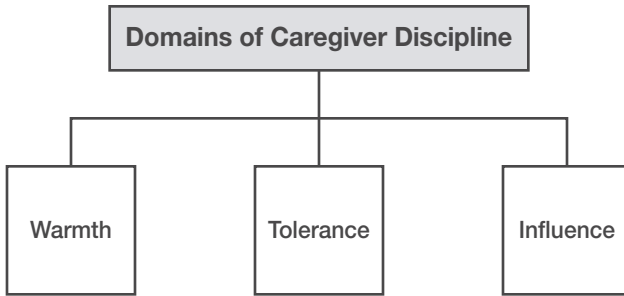 Domains of Caregiver Discipline
Warmth
Tolerance
Influence